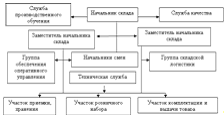 Служба
производственного
обучения
Начальник склада
Служба качества
Заместитель начальника
склада
Заместитель начальника
склада
Группа
обеспечения
оперативного
управления
Начальники смен
Группа складской
логистики
Техническая служба
Участок приемки,
хранения
Участок розничного
набора
Участок комплектации и
выдачи товара